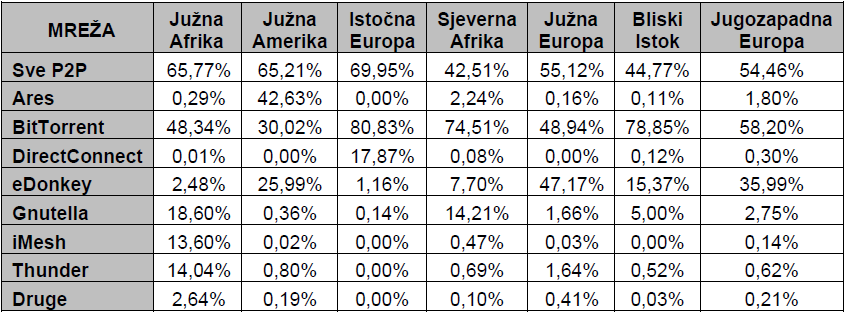 MREŽA Južna Afrika Južna Amerika Istočna Europa Sjeverna Afrika Južna Europa Bliski Istok Jugozapadna Europa
Sve P2P 65,77% 65,21% 69,95% 42,51% 55,12% 44,77% 54,46%
Ares 0,29% 42,63% 0,00% 2,24% 0,16% 0,11% 1,80%
BitTorrent 48,34% 30,02% 80,83% 74,51% 48,94% 78,85% 58,20%
DirectConnect 0,01% 0,00% 17,87% 0,08% 0,00% 0,12% 0,30%
eDonkey 2,48% 25,99% 1,16% 7,70% 47,17% 15,37% 35,99%
Gnutella 18,60% 0,36% 0,14% 14,21% 1,66% 5,00% 2,75%
iMesh 13,60% 0,02% 0,00% 0,47% 0,03% 0,00% 0,14%
Thunder 14,04% 0,80% 0,00% 0,69% 1,64% 0,52% 0,62%
Druge 2,64% 0,19% 0,00% 0,10% 0,41% 0,03% 0,21%